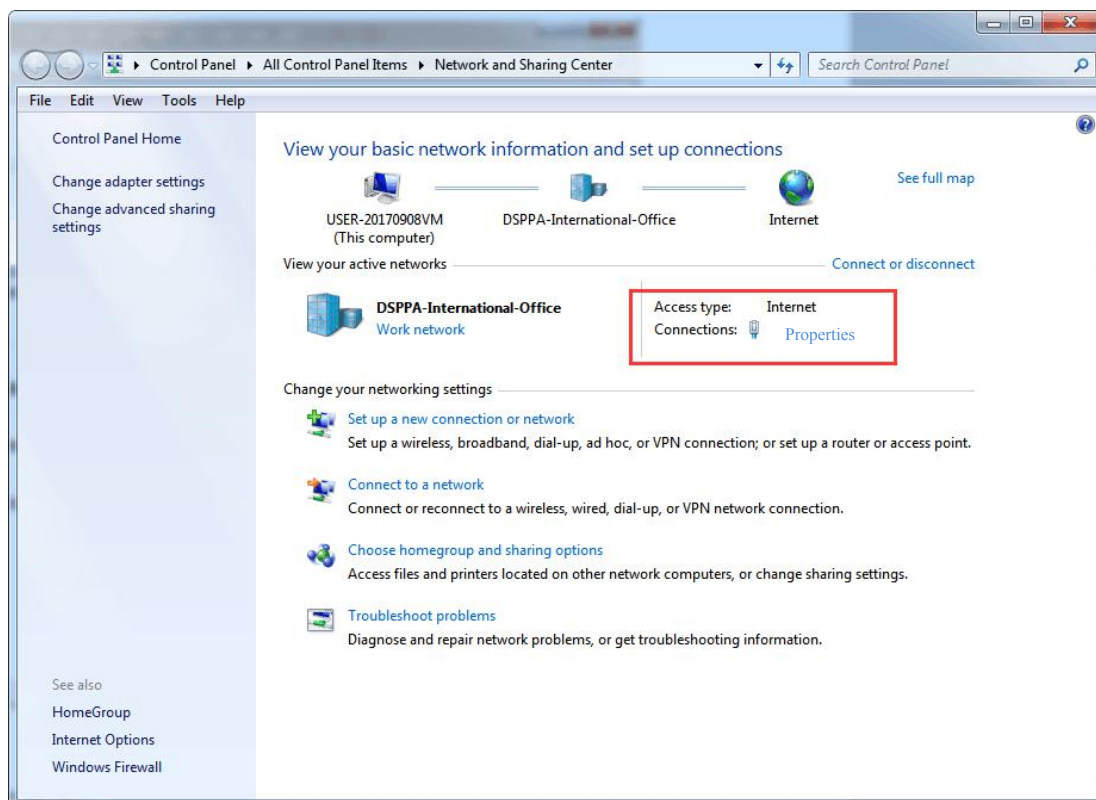 Control Panel ▸ All Control Panel Items ▸ Network and Sharing Center
Search Control Panel
File Edit View Tools Help
Control Panel Home
Change adapter settings
Change advanced sharing
settings
View your basic network information and set up connections
See full map
USER-20170908VM
(This computer)
DSPPA-International-Office
Internet
View your active networks
Connect or disconnect
DSPPA-International-Office
Work network
Access type: Internet
Connections: Properties
Change your networking settings
Set up a new connection or network
Set up a wireless, broadband, dial-up, ad hoc, or VPN connection; or set up a router or access point.
Connect to a network
Connect or reconnect to a wireless, wired, dial-up, or VPN network connection.
Choose homegroup and sharing options
Access files and printers located on other network computers, or change sharing settings.
Troubleshoot problems
Diagnose and repair network problems, or get troubleshooting information.
See also
HomeGroup
Internet Options
Windows Firewall